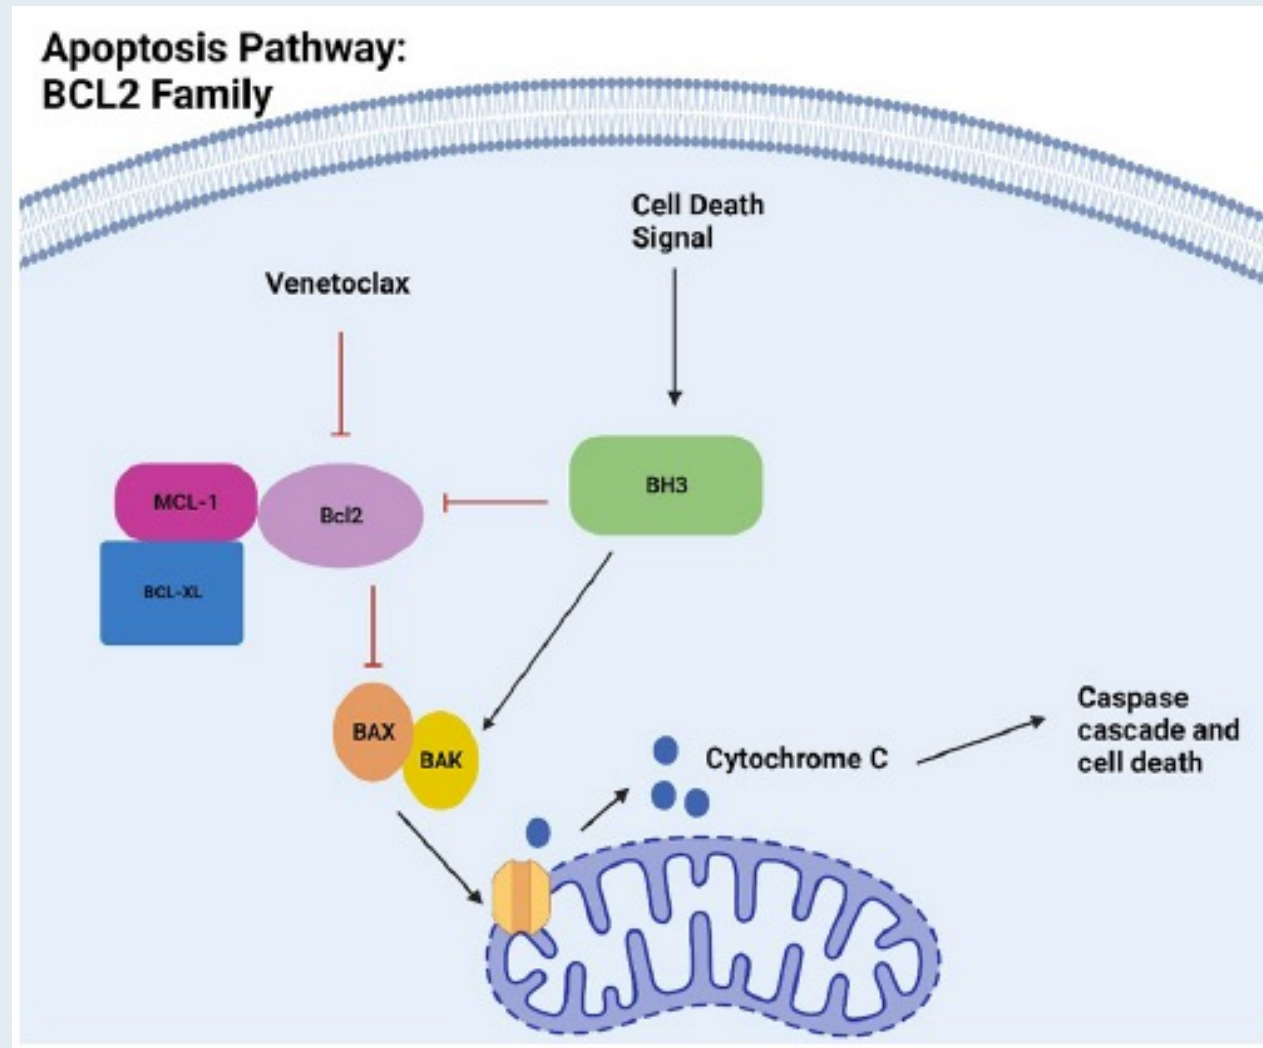 Apoptosis Pathway:
BCL2 Family
Cell Death
Signal
Venetoclax
MCL-1
Bcl2
BH3
BCL-XL
BAX
BAK
Cytochrome C
Caspase
cascade and
cell death